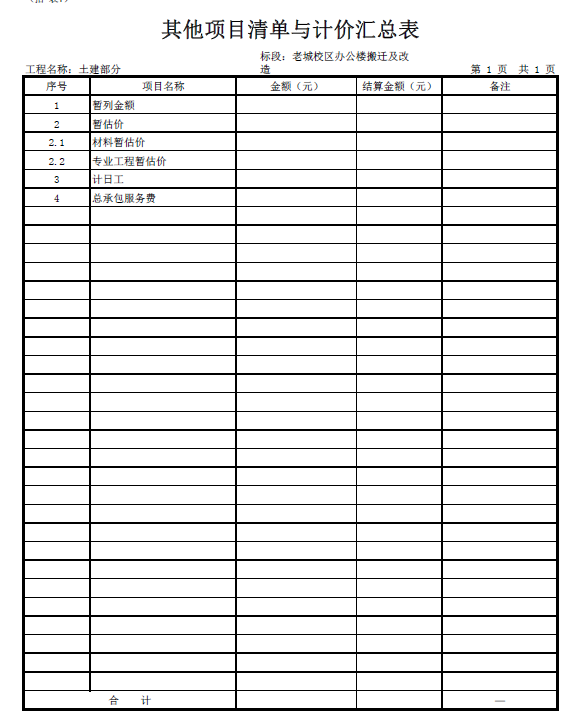 其他项目清单与计价汇总表
标段：老城校区办公楼搬迁及改
工程名称：土建部分 造 第 1 页 共 1 页
序号 项目名称 金额（元） 结算金额（元） 备注
1 暂列金额
2 暂估价
2.1 材料暂估价
2.2 专业工程暂估价
3 计日工
4 总承包服务费
合 计 —